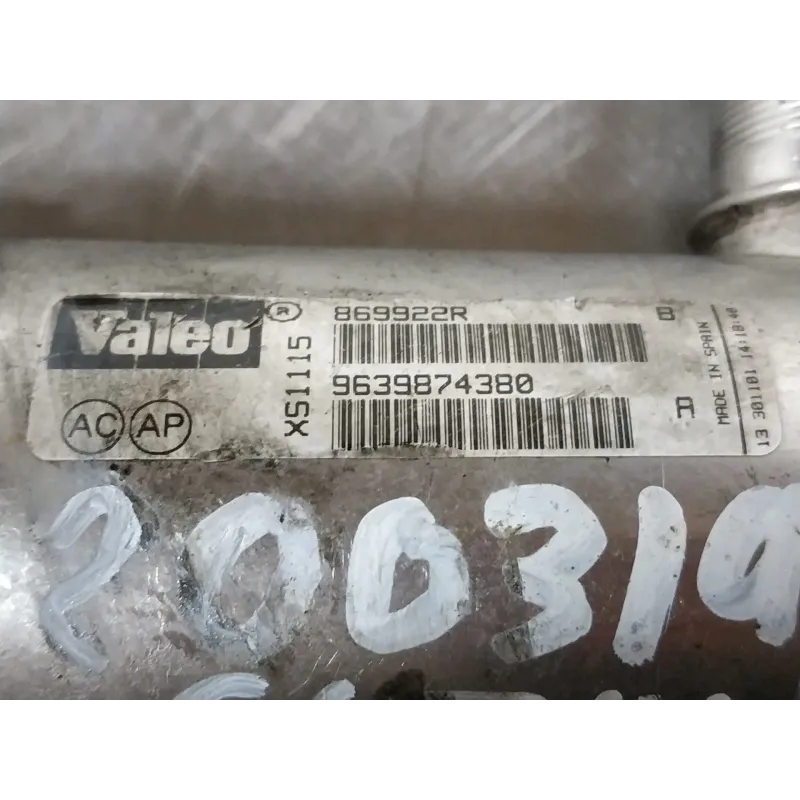 Valeo ®
869922R B
9639874380 A
AC AP
XS1115
MADE IN SPAIN
13 301101 14:18:40
200319